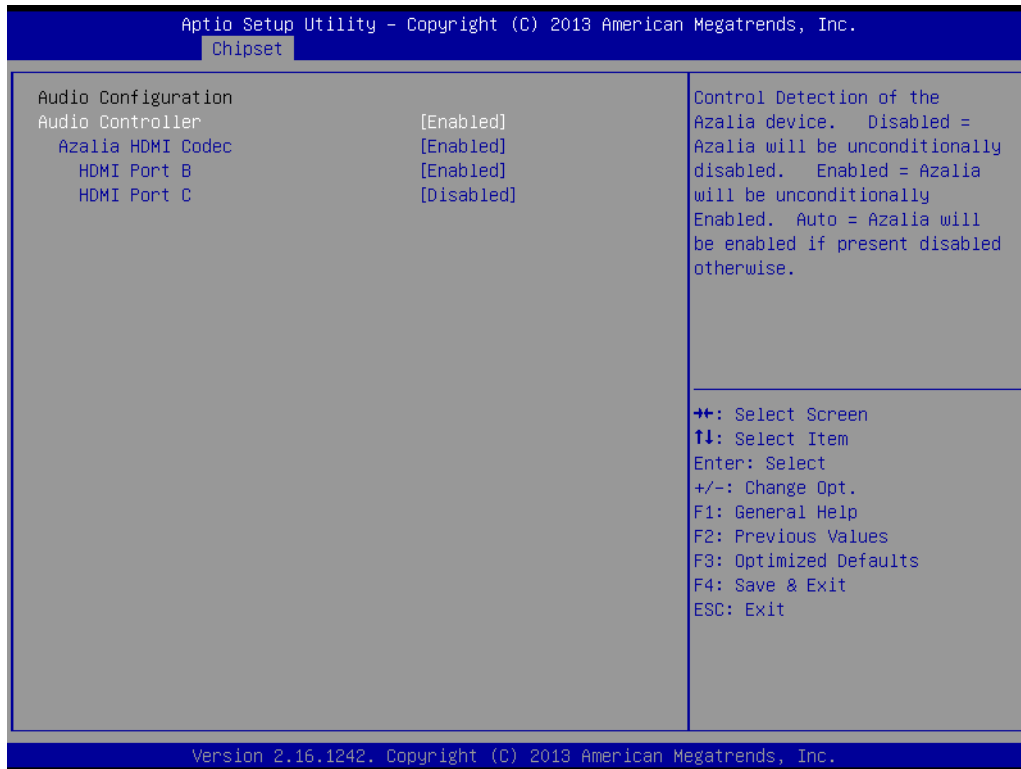 Aptio Setup Utility – Copyright (C) 2013 American Megatrends, Inc.
Chipset
Audio Configuration
Audio Controller [Enabled]
Azalia HDMI Codec [Enabled]
HDMI Port B [Enabled]
HDMI Port C [Disabled]
Control Detection of the
Azalia device. Disabled =
Azalia will be unconditionally
disabled. Enabled = Azalia
will be unconditionally
Enabled. Auto = Azalia will
be enabled if present disabled
otherwise.
→←: Select Screen
↑↓: Select Item
Enter: Select
+/-: Change Opt.
F1: General Help
F2: Previous Values
F3: Optimized Defaults
F4: Save & Exit
ESC: Exit
Version 2.16.1242. Copyright (C) 2013 American Megatrends, Inc.